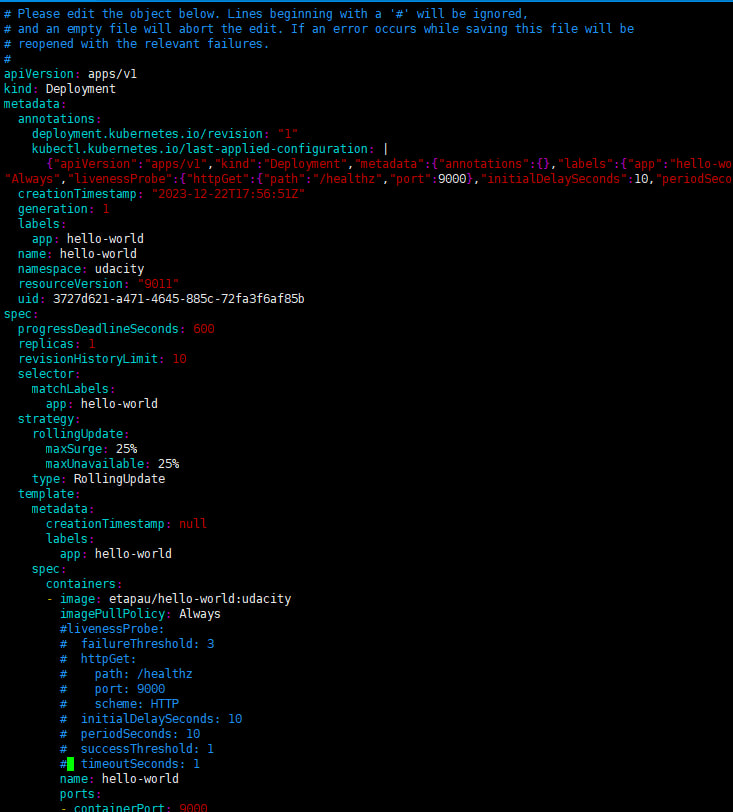 # Please edit the object below. Lines beginning with a '#' will be ignored,
# and an empty file will abort the edit. If an error occurs while saving this file will be
# reopened with the relevant failures.
#
apiVersion: apps/v1
kind: Deployment
metadata:
  annotations:
    deployment.kubernetes.io/revision: "1"
    kubectl.kubernetes.io/last-applied-configuration: |
      {"apiVersion":"apps/v1","kind":"Deployment","metadata":{"annotations":{},"labels":{"app":"hello-wo
"Always","livenessProbe":{"httpGet":{"path":"/healthz","port":9000},"initialDelaySeconds":10,"periodSeco
  creationTimestamp: "2023-12-22T17:56:51Z"
  generation: 1
  labels:
    app: hello-world
  name: hello-world
  namespace: udacity
  resourceVersion: "9011"
  uid: 3727d621-a471-4645-885c-72fa3f6af85b
spec:
  progressDeadlineSeconds: 600
  replicas: 1
  revisionHistoryLimit: 10
  selector:
    matchLabels:
      app: hello-world
  strategy:
    rollingUpdate:
      maxSurge: 25%
      maxUnavailable: 25%
    type: RollingUpdate
  template:
    metadata:
      creationTimestamp: null
      labels:
        app: hello-world
    spec:
      containers:
      - image: etapau/hello-world:udacity
        imagePullPolicy: Always
        #livenessProbe:
        #  failureThreshold: 3
        #  httpGet:
        #    path: /healthz
        #    port: 9000
        #    scheme: HTTP
        #  initialDelaySeconds: 10
        #  periodSeconds: 10
        #  successThreshold: 1
        #  timeoutSeconds: 1
        name: hello-world
        ports:
        - containerPort: 9000